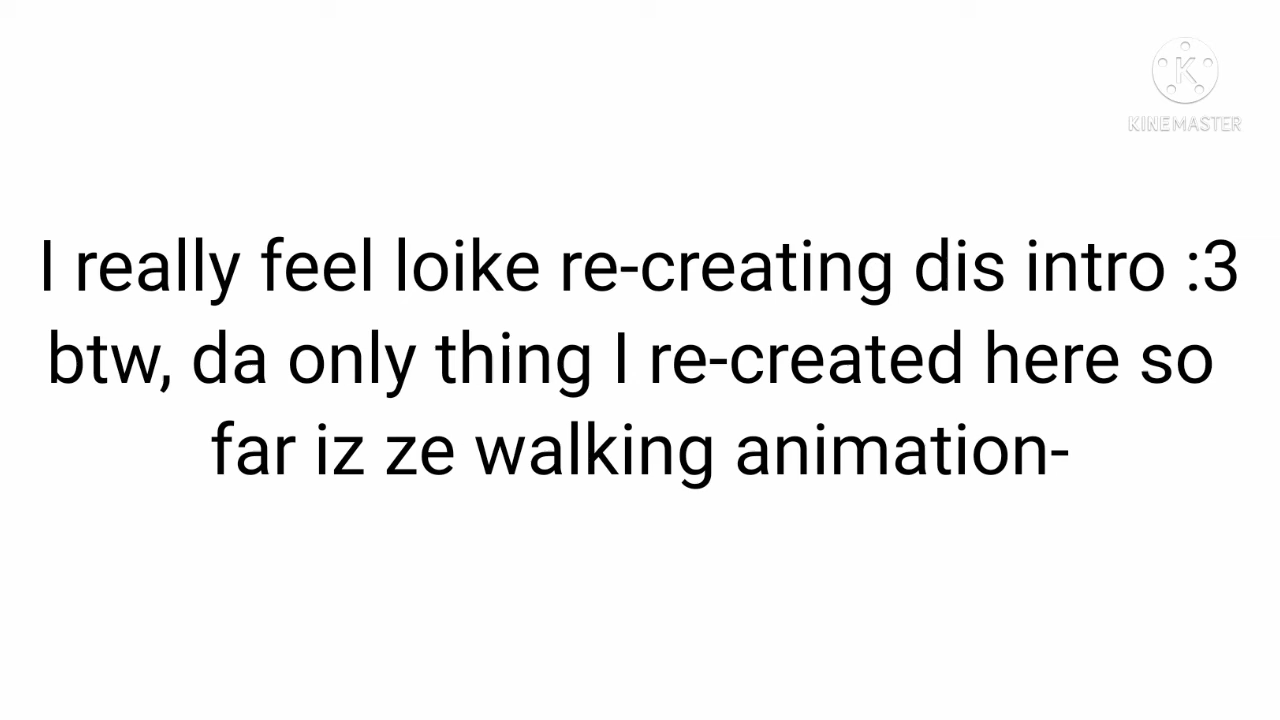 KINEMASTER
I really feel loike re-creating dis intro :3
btw, da only thing I re-created here so
far iz ze walking animation-